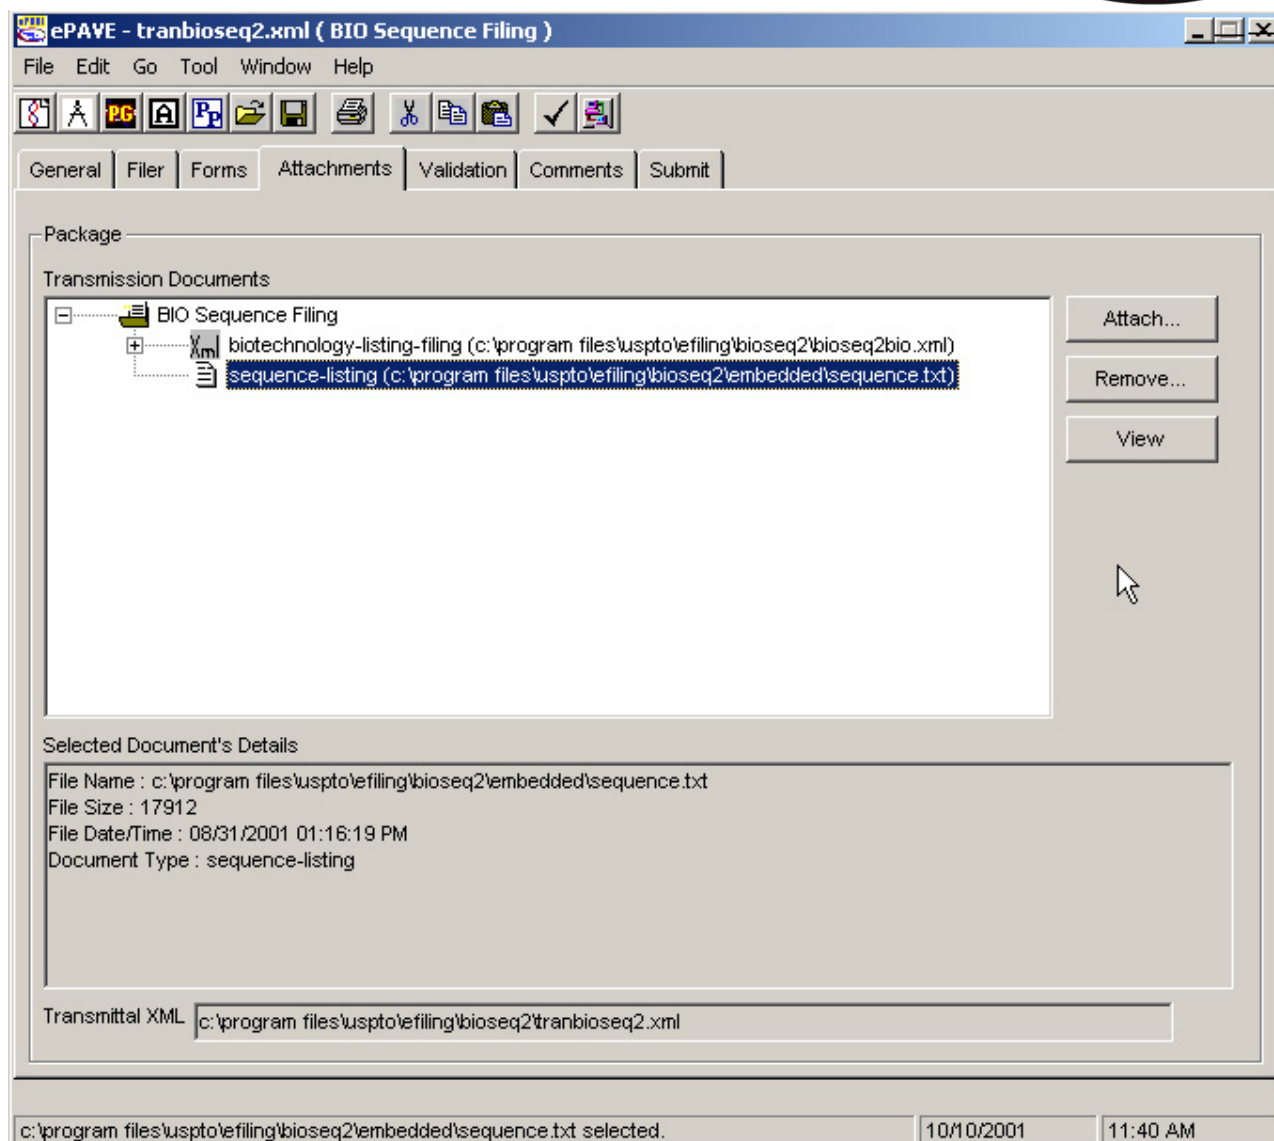 ePAVE - tranbioseq2.xml ( BIO Sequence Filing )
File Edit Go Tool Window Help
General Filer Forms Attachments Validation Comments Submit
Package
Transmission Documents
BIO Sequence Filing
biotechnology-listing-filing (c:\program files\uspto\efiling\bioseq2\bioseq2bio.xml)
sequence-listing (c:\program files\uspto\efiling\bioseq2\embedded\sequence.txt)
Attach...
Remove...
View
Selected Document's Details
File Name : c:\program files\uspto\efiling\bioseq2\embedded\sequence.txt
File Size : 17912
File Date/Time : 08/31/2001 01:16:19 PM
Document Type : sequence-listing
Transmittal XML c:\program files\uspto\efiling\bioseq2\tranbioseq2.xml
c:\program files\uspto\efiling\bioseq2\embedded\sequence.txt selected. 10/10/2001 11:40 AM